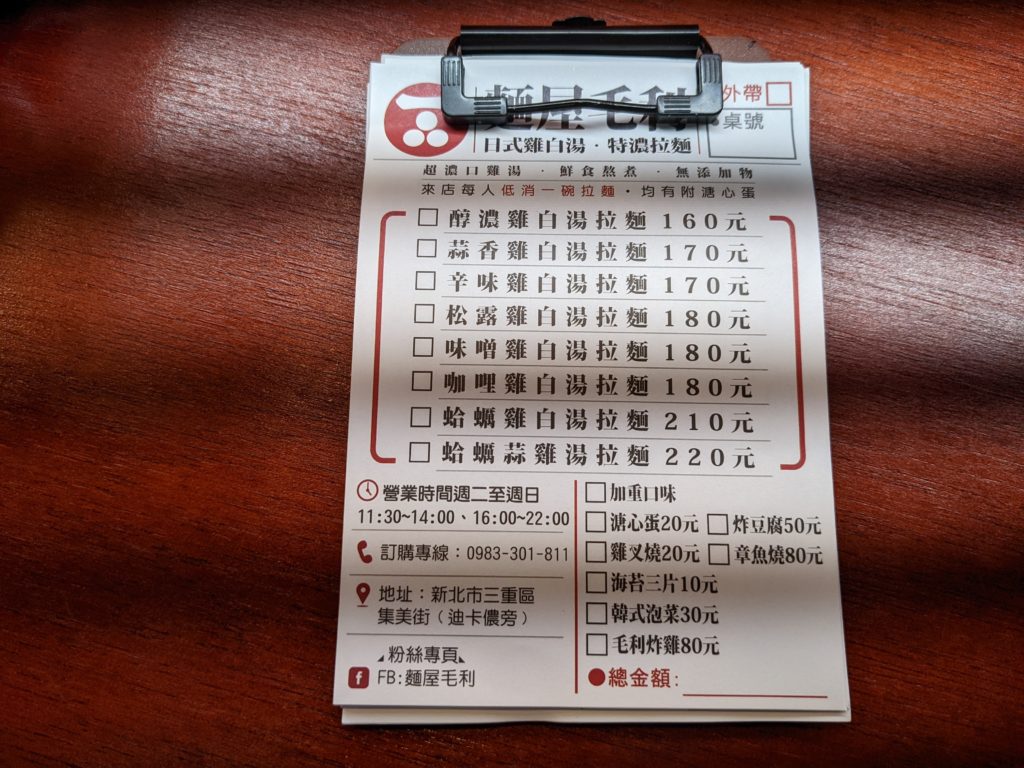 麵屋毛利
外帶
桌號
日式雞白湯．特濃拉麵
超濃口雞湯．鮮食熬煮．無添加物
來店每人低消一碗拉麵．均有附溏心蛋
醇濃雞白湯拉麵160元
蒜香雞白湯拉麵170元
辛味雞白湯拉麵170元
松露雞白湯拉麵180元
味噌雞白湯拉麵180元
咖哩雞白湯拉麵180元
蛤蠣雞白湯拉麵210元
蛤蠣蒜雞湯拉麵220元
營業時間週二至週日
11:30~14:00、16:00~22:00
訂購專線：0983-301-811
地址：新北市三重區
集美街（迪卡儂旁）
粉絲專頁
FB:麵屋毛利
加重口味
溏心蛋20元 炸豆腐50元
雞叉燒20元 章魚燒80元
海苔三片10元
韓式泡菜30元
毛利炸雞80元
總金額: